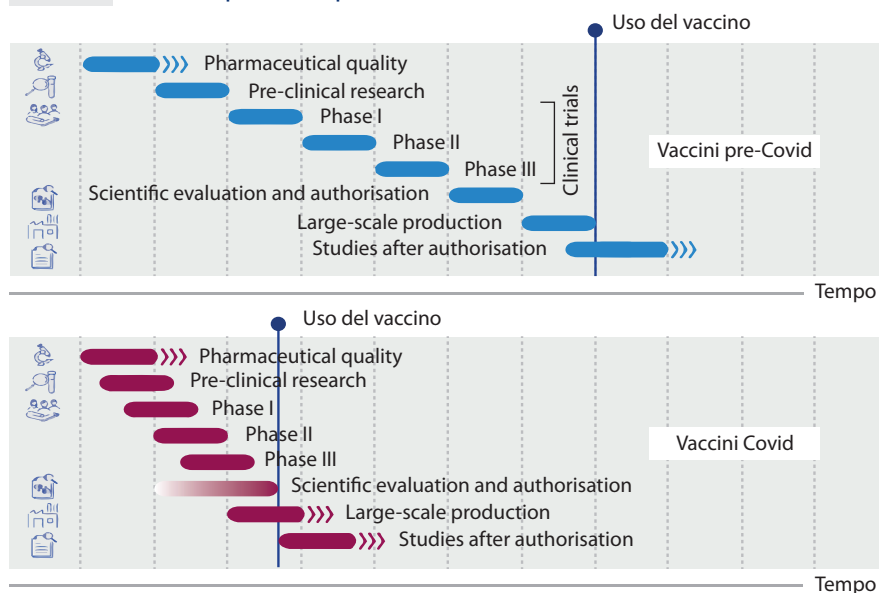 Uso del vaccino
Pharmaceutical quality
Pre-clinical research
Phase I
Phase II
Phase III
Clinical trials
Vaccini pre-Covid
Scientific evaluation and authorisation
Large-scale production
Studies after authorisation
Tempo
Uso del vaccino
Pharmaceutical quality
Pre-clinical research
Phase I
Phase II
Phase III
Vaccini Covid
Scientific evaluation and authorisation
Large-scale production
Studies after authorisation
Tempo